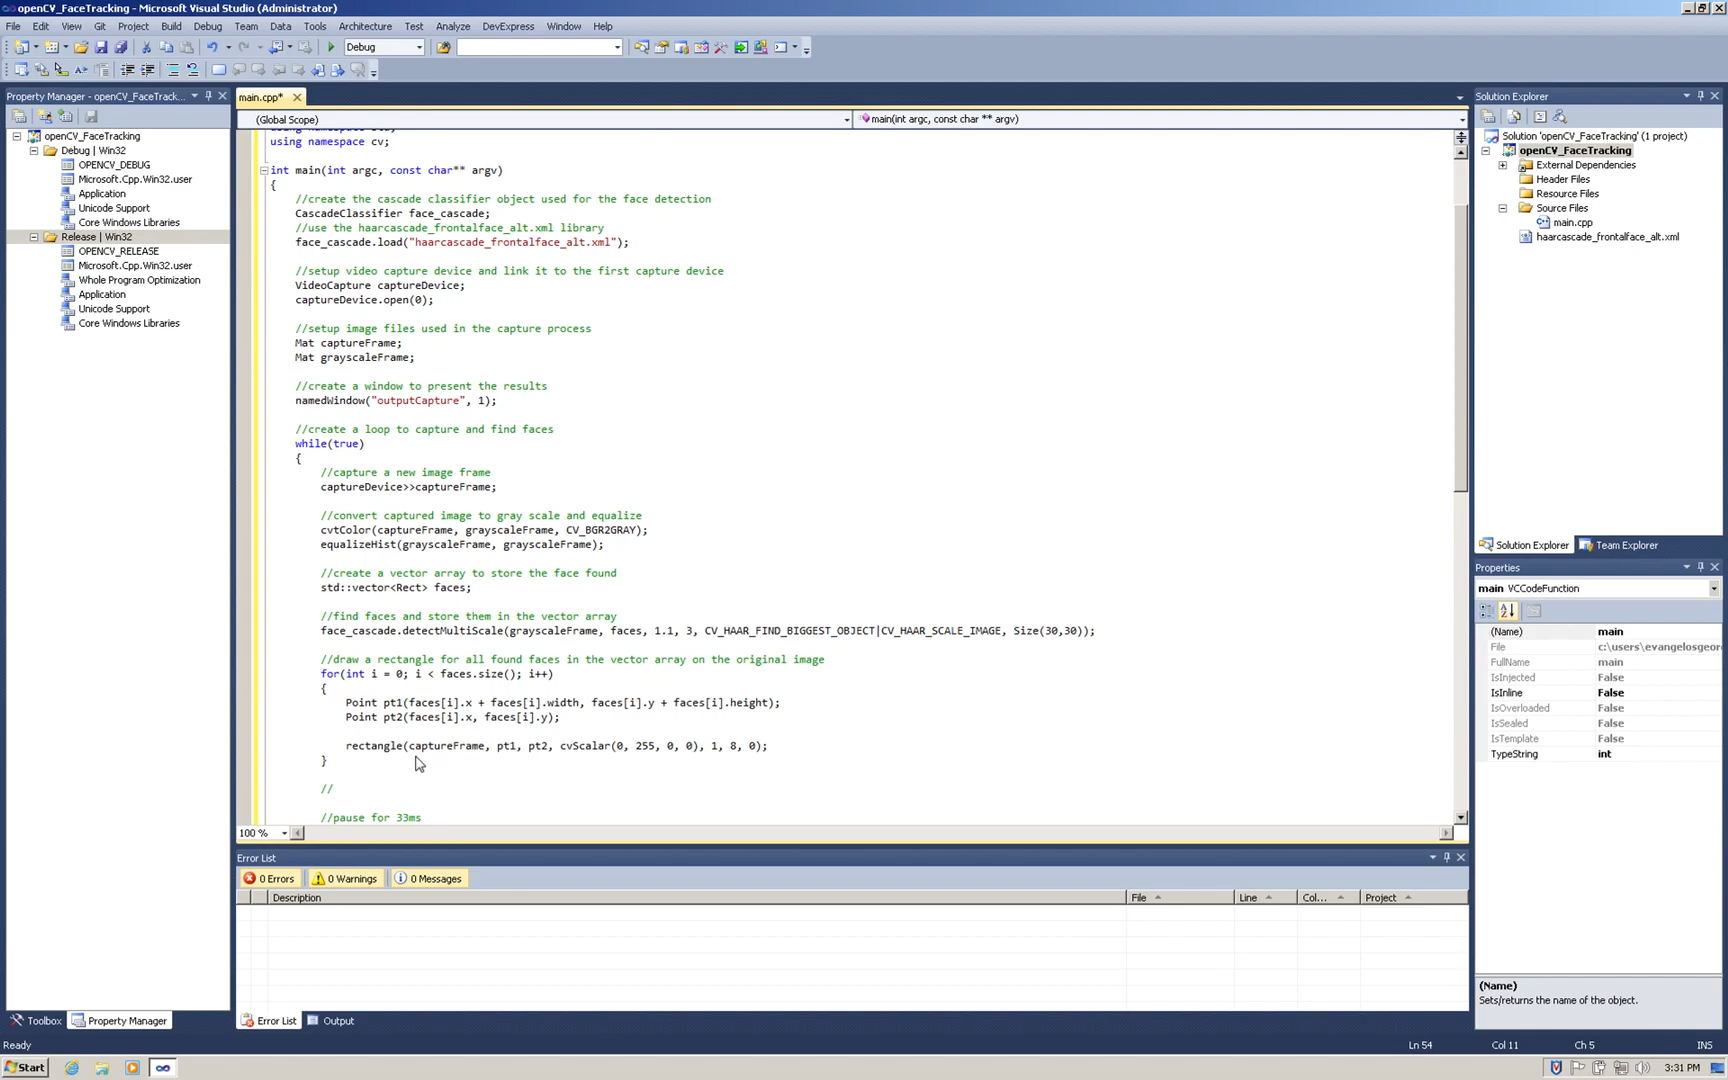 openCV_FaceTracking - Microsoft Visual Studio (Administrator)
File Edit View Git Project Build Debug Team Data Tools Architecture Test Analyze DevExpress Window Help
Debug
Property Manager - openCV_FaceTrack...
openCV_FaceTracking
Debug | Win32
OPENCV_DEBUG
Microsoft.Cpp.Win32.user
Application
Unicode Support
Core Windows Libraries
Release | Win32
OPENCV_RELEASE
Microsoft.Cpp.Win32.user
Whole Program Optimization
Application
Unicode Support
Core Windows Libraries
Toolbox Property Manager
main.cpp*
(Global Scope) main(int argc, const char ** argv)
using namespace cv;
int main(int argc, const char** argv)
{
//create the cascade classifier object used for the face detection
CascadeClassifier face_cascade;
//use the haarcascade_frontalface_alt.xml library
face_cascade.load("haarcascade_frontalface_alt.xml");
//setup video capture device and link it to the first capture device
VideoCapture captureDevice;
captureDevice.open(0);
//setup image files used in the capture process
Mat captureFrame;
Mat grayscaleFrame;
//create a window to present the results
namedWindow("outputCapture", 1);
//create a loop to capture and find faces
while(true)
{
//capture a new image frame
captureDevice>>captureFrame;
//convert captured image to gray scale and equalize
cvtColor(captureFrame, grayscaleFrame, CV_BGR2GRAY);
equalizeHist(grayscaleFrame, grayscaleFrame);
//create a vector array to store the face found
std::vector<Rect> faces;
//find faces and store them in the vector array
face_cascade.detectMultiScale(grayscaleFrame, faces, 1.1, 3, CV_HAAR_FIND_BIGGEST_OBJECT|CV_HAAR_SCALE_IMAGE, Size(30,30));
//draw a rectangle for all found faces in the vector array on the original image
for(int i = 0; i < faces.size(); i++)
{
Point pt1(faces[i].x + faces[i].width, faces[i].y + faces[i].height);
Point pt2(faces[i].x, faces[i].y);
rectangle(captureFrame, pt1, pt2, cvScalar(0, 255, 0, 0), 1, 8, 0);
}
//
//pause for 33ms
100 %
Error List
0 Errors 0 Warnings 0 Messages
Description File Line Col... Project
Error List Output
Solution Explorer
Solution 'openCV_FaceTracking' (1 project)
openCV_FaceTracking
External Dependencies
Header Files
Resource Files
Source Files
main.cpp
haarcascade_frontalface_alt.xml
Solution Explorer Team Explorer
Properties
main VCCodeFunction
(Name) main
File c:\users\evangelosgeor
FullName main
IsInjected False
IsInline False
IsOverloaded False
IsSealed False
IsTemplate False
TypeString int
(Name)
Sets/returns the name of the object.
Ready Ln 54 Col 11 Ch 5 INS
Start 3:31 PM